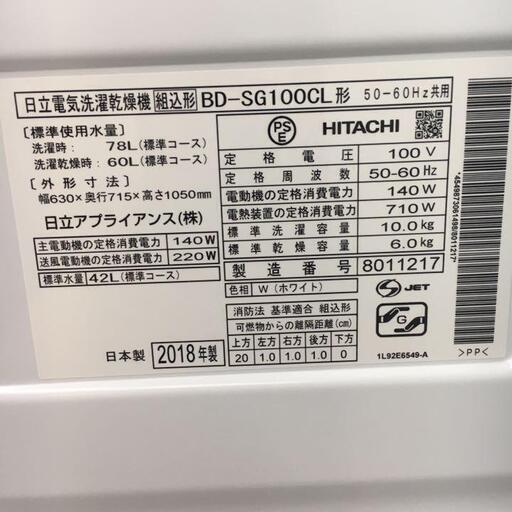 日立電気洗濯乾燥機 組込形 BD-SG100CL形 50-60Hz共用
[標準使用水量]
洗濯時： 78L(標準コース)
洗濯乾燥時： 60L(標準コース)
[外形寸法]
幅630×奥行715×高さ1050mm
日立アプライアンス(株)
主電動機の定格消費電力 140W
送風電動機の定格消費電力 220W
標準水量 42L(標準コース)
日本製 2018年製
PS
E
HITACHI
定格電圧 100V
定格周波数 50-60Hz
電動機の定格消費電力 140W
電熱装置の定格消費電力 710W
標準洗濯容量 10.0kg
標準乾燥容量 6.0kg
製造番号 8011217
色相 W(ホワイト)
消防法 基準適合 組込形
可燃物からの離隔距離(cm)
上方 左方 右方 前方 後方 下方
20 1.0 1.0 1.0 0
S JET
G
1L92E6549-A
*4549873061498/8011217*
>PP<